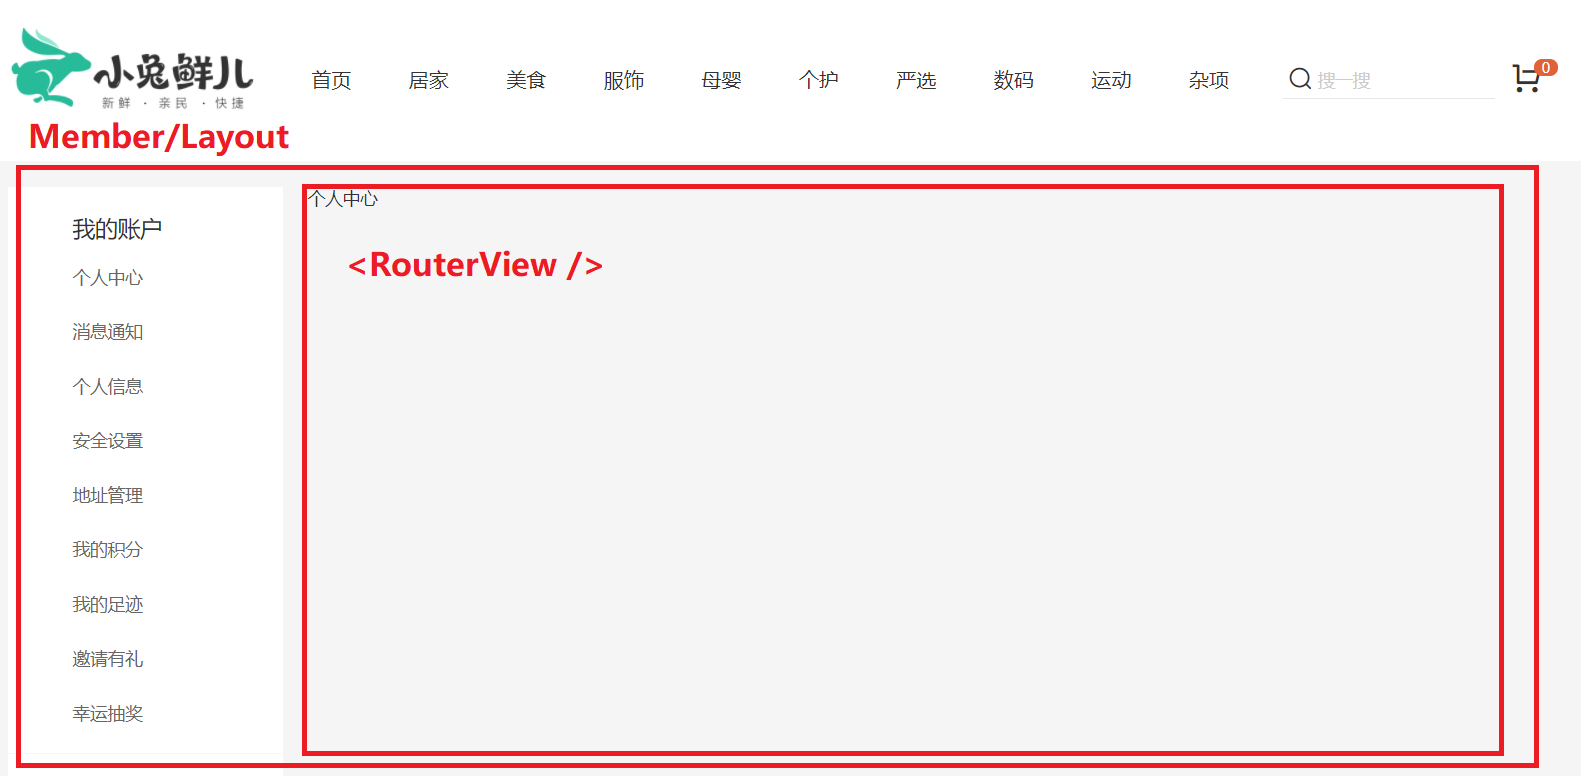 小兔鲜儿
新鲜 · 亲民 · 快捷
首页 居家 美食 服饰 母婴 个护 严选 数码 运动 杂项 搜一搜 0
Member/Layout
我的账户
个人中心
消息通知
个人信息
安全设置
地址管理
我的积分
我的足迹
邀请有礼
幸运抽奖
个人中心
<RouterView />